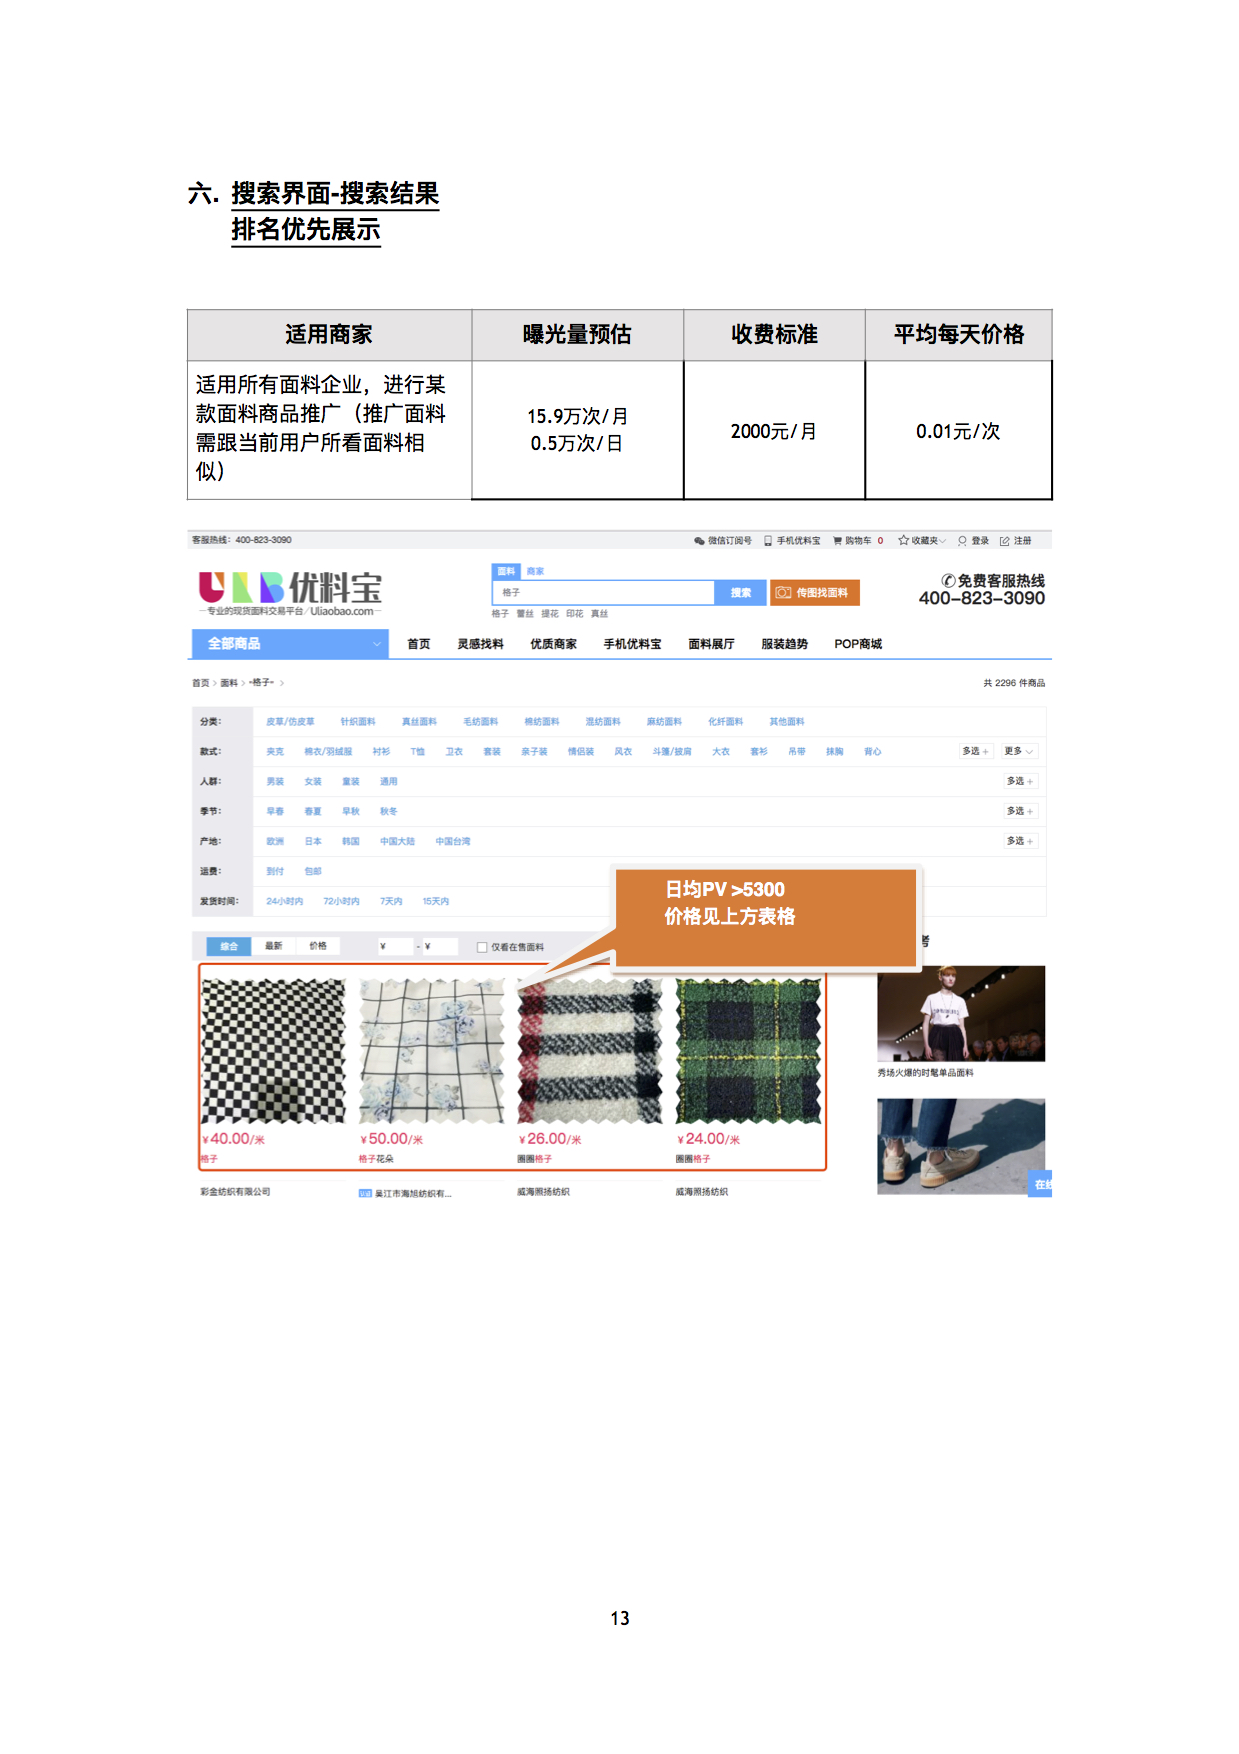 六. 搜索界面-搜索结果
排名优先展示
适用商家 曝光量预估 收费标准 平均每天价格
适用所有面料企业，进行某
款面料商品推广（推广面料
需跟当前用户所看面料相
似）
15.9万次/月
0.5万次/日
2000元/月
0.01元/次
客服热线：400-823-3090 微信订阅号 手机优料宝 购物车 0 收藏夹 登录 注册
面料 商家
ULB优料宝
专业的现货面料交易平台/Uliaobao.com
格子 搜索 传图找面料
格子 蕾丝 提花 印花 真丝
免费客服热线
400-823-3090
全部商品 首页 灵感找料 优质商家 手机优料宝 面料展厅 服装趋势 POP商城
首页 > 面料 > -格子- > 共 2296 件商品
分类： 皮草/仿皮草 针织面料 真丝面料 毛纺面料 棉纺面料 混纺面料 麻纺面料 化纤面料 其他面料
款式： 夹克 棉衣/羽绒服 衬衫 T恤 卫衣 套装 亲子装 情侣装 风衣 斗篷/披肩 大衣 套衫 吊带 抹胸 背心 多选 + 更多
人群： 男装 女装 童装 通用 多选 +
季节： 早春 春夏 早秋 秋冬 多选 +
产地： 欧洲 日本 韩国 中国大陆 中国台湾 多选 +
运费： 到付 包邮
发货时间： 24小时内 72小时内 7天内 15天内
日均PV >5300
价格见上方表格
综合 最新 价格 ¥ - ¥ 仅看在售面料
考
¥40.00/米 ¥50.00/米 ¥26.00/米 ¥24.00/米
格子 格子花朵 圈圈格子 圈圈格子
彩金纺织有限公司 吴江市海旭纺织有... 威海照扬纺织 威海照扬纺织
秀场火爆的时髦单品面料
在线
13